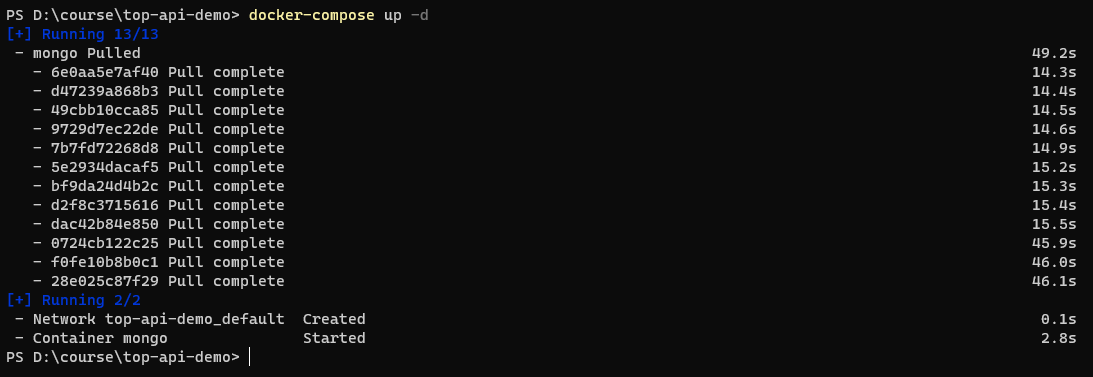 PS D:\course\top-api-demo> docker-compose up -d
[+] Running 13/13
 - mongo Pulled 49.2s
   - 6e0aa5e7af40 Pull complete 14.3s
   - d47239a868b3 Pull complete 14.4s
   - 49cbb10cca85 Pull complete 14.5s
   - 9729d7ec22de Pull complete 14.6s
   - 7b7fd72268d8 Pull complete 14.9s
   - 5e2934dacaf5 Pull complete 15.2s
   - bf9da24d4b2c Pull complete 15.3s
   - d2f8c3715616 Pull complete 15.4s
   - dac42b84e850 Pull complete 15.5s
   - 0724cb122c25 Pull complete 45.9s
   - f0fe10b8b0c1 Pull complete 46.0s
   - 28e025c87f29 Pull complete 46.1s
[+] Running 2/2
 - Network top-api-demo_default  Created 0.1s
 - Container mongo               Started 2.8s
PS D:\course\top-api-demo>